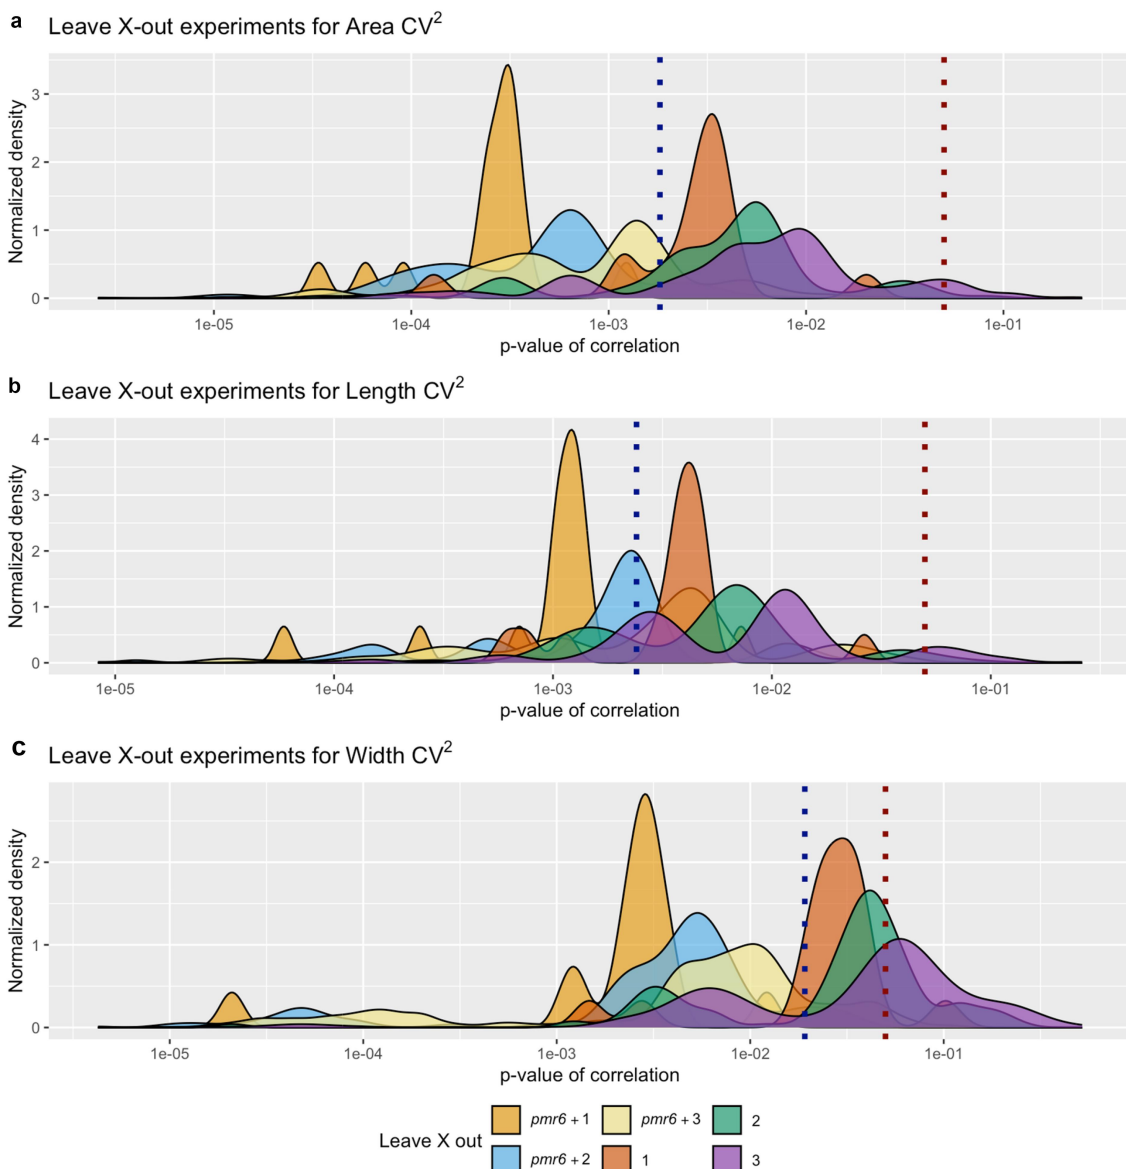 a
Leave X-out experiments for Area CV²
Normalized density
3
2
1
0
1e-05 1e-04 1e-03 1e-02 1e-01
p-value of correlation
b
Leave X-out experiments for Length CV²
Normalized density
4
3
2
1
0
1e-05 1e-04 1e-03 1e-02 1e-01
p-value of correlation
c
Leave X-out experiments for Width CV²
Normalized density
2
1
0
1e-05 1e-04 1e-03 1e-02 1e-01
p-value of correlation
Leave X out
pmr6 + 1 pmr6 + 3 2
pmr6 + 2 1 3